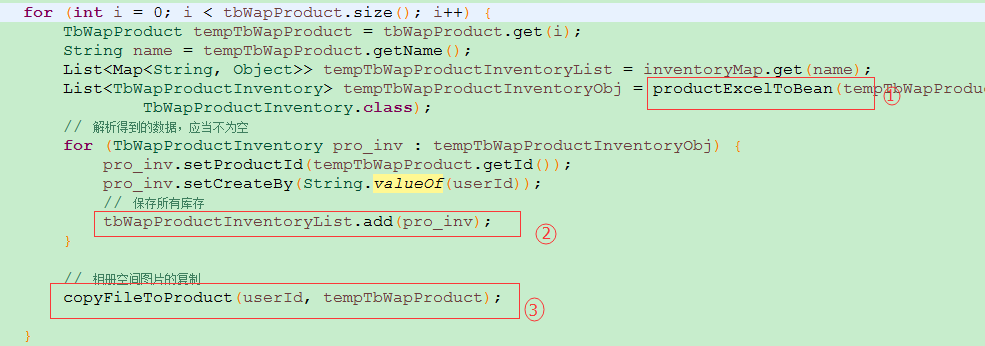 for (int i = 0; i < tbWapProduct.size(); i++) {
TbWapProduct tempTbWapProduct = tbWapProduct.get(i);
String name = tempTbWapProduct.getName();
List<Map<String, Object>> tempTbWapProductInventoryList = inventoryMap.get(name);
List<TbWapProductInventory> tempTbWapProductInventoryObj = productExcelToBean(tempTbWapProduc ①
TbWapProductInventory.class);
// 解析得到的数据，应当不为空
for (TbWapProductInventory pro_inv : tempTbWapProductInventoryObj) {
pro_inv.setProductId(tempTbWapProduct.getId());
pro_inv.setCreateBy(String.valueOf(userId));
// 保存所有库存
tbWapProductInventoryList.add(pro_inv); ②
}
// 相册空间图片的复制
copyFileToProduct(userId, tempTbWapProduct); ③
}